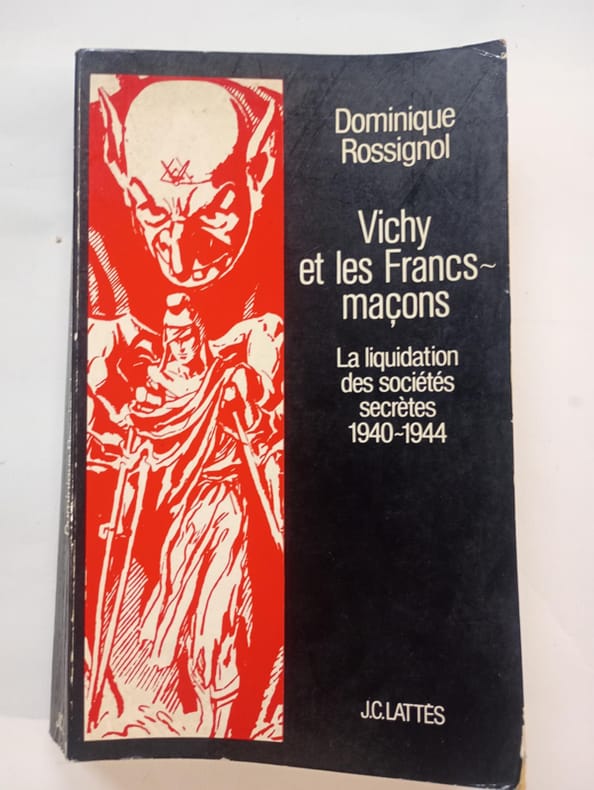 Dominique
Rossignol
Vichy
et les Francs~
maçons
La liquidation
des sociétés
secrètes
1940~1944
J.C.LATTÈS